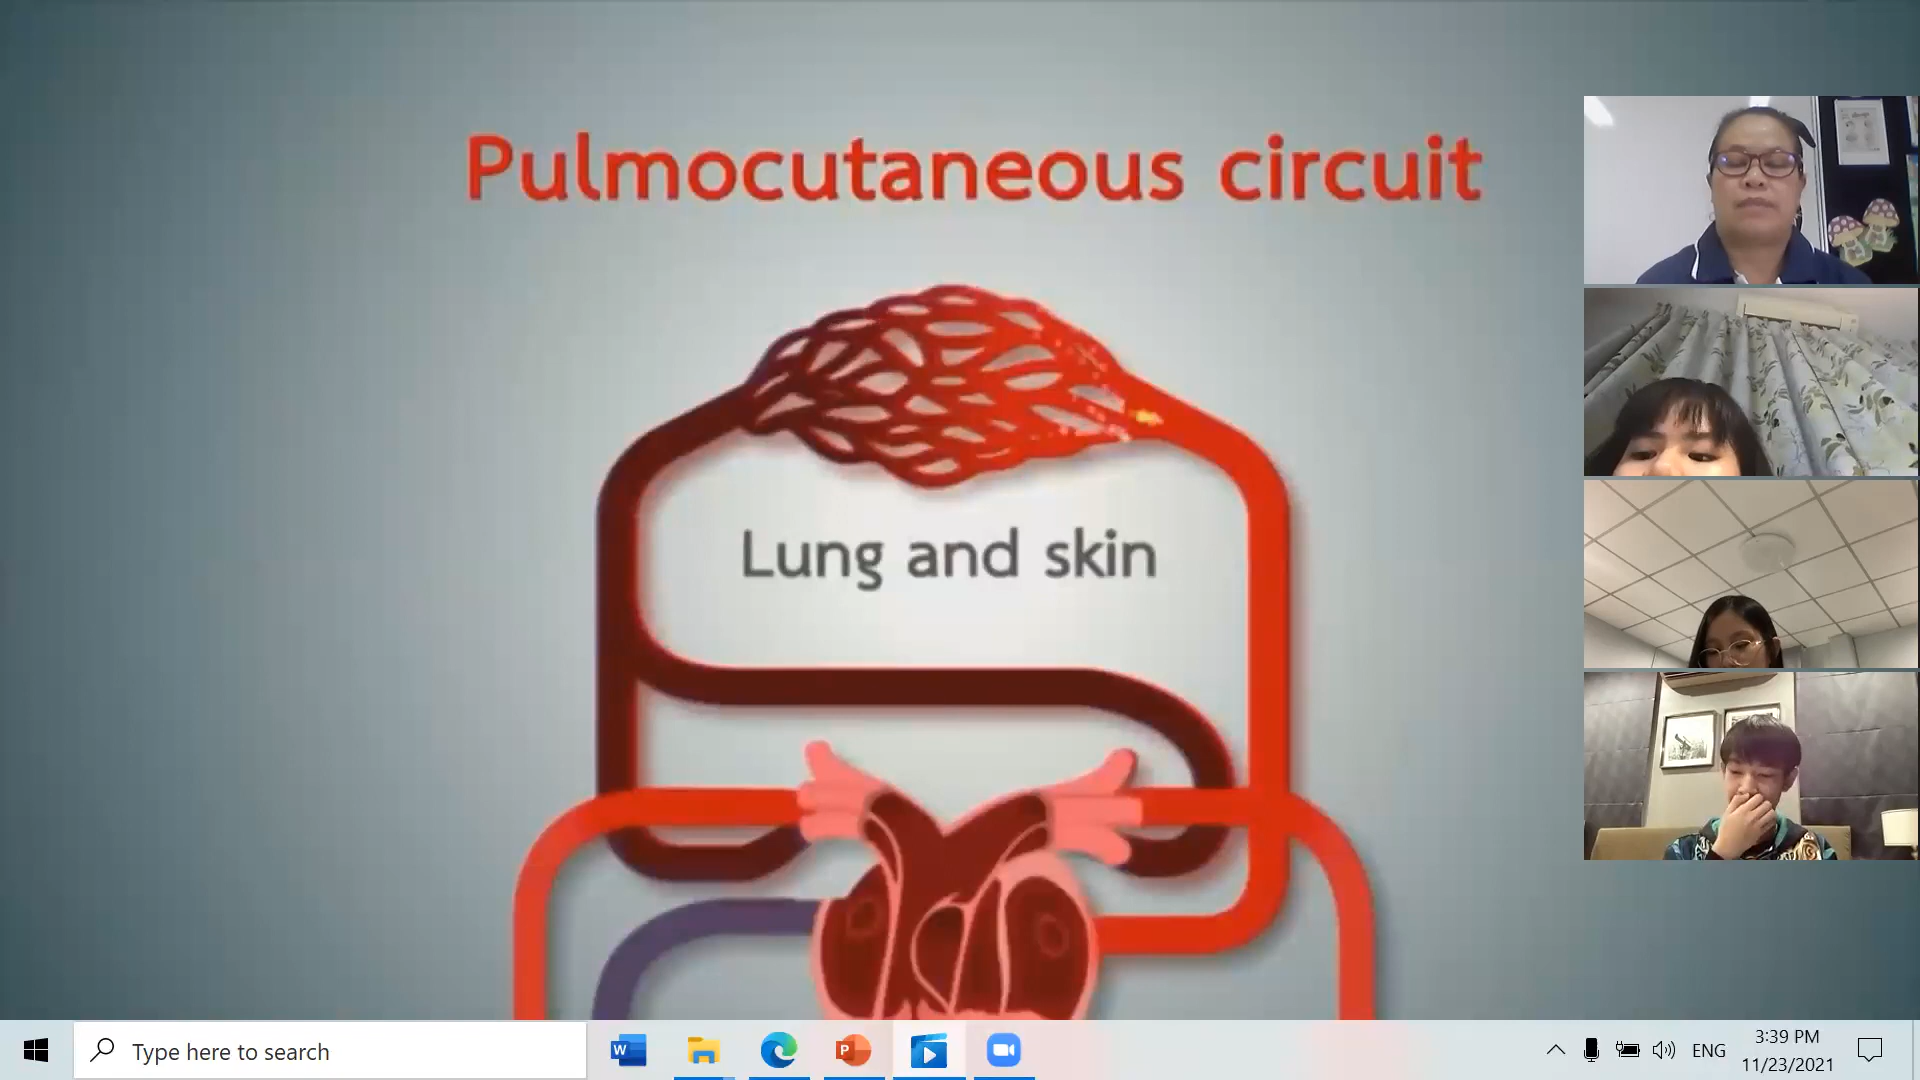 Pulmocutaneous circuit
Lung and skin
Type here to search
W
P
ENG
3:39 PM
11/23/2021